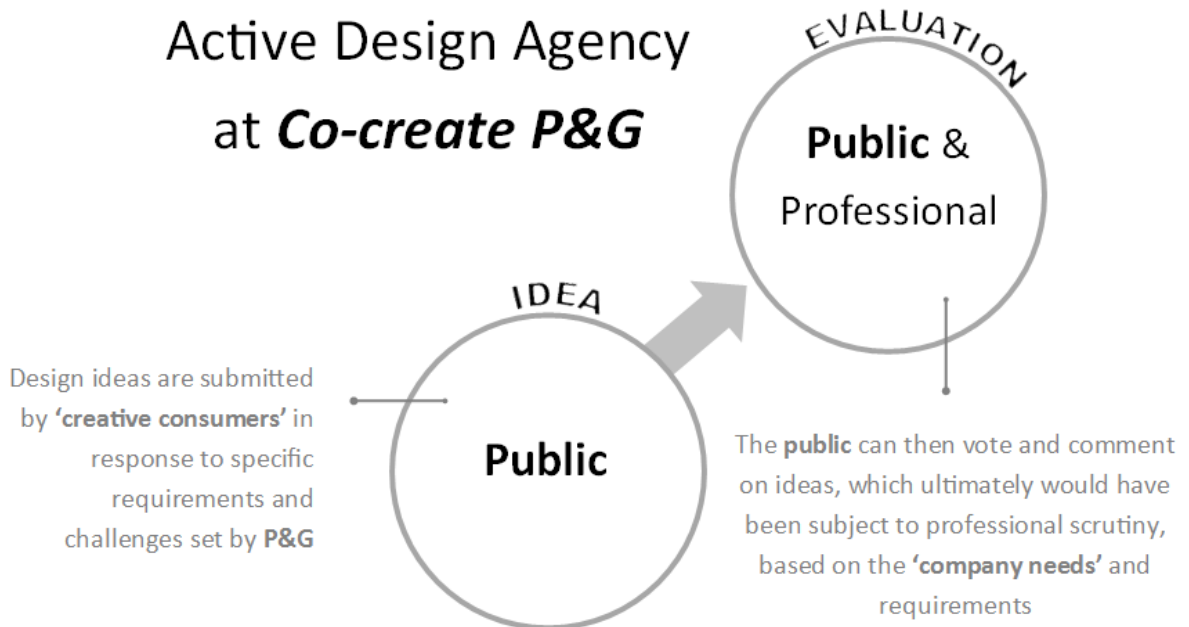 Active Design Agency
at Co-create P&G
EVALUATION
Public &
Professional
IDEA
Public
Design ideas are submitted
by ‘creative consumers’ in
response to specific
requirements and
challenges set by P&G
The public can then vote and comment
on ideas, which ultimately would have
been subject to professional scrutiny,
based on the ‘company needs’ and
requirements